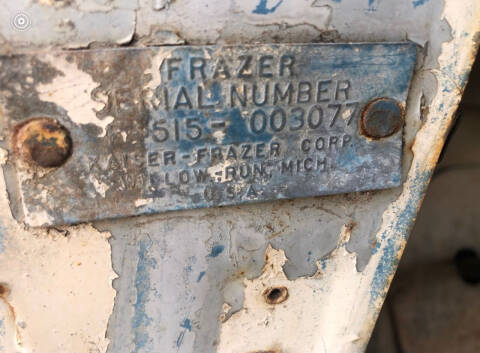 FRAZER
SERIAL NUMBER
515- 003077
KAISER-FRAZER CORP.
WILLOW-RUN, MICH.
U.S.A.